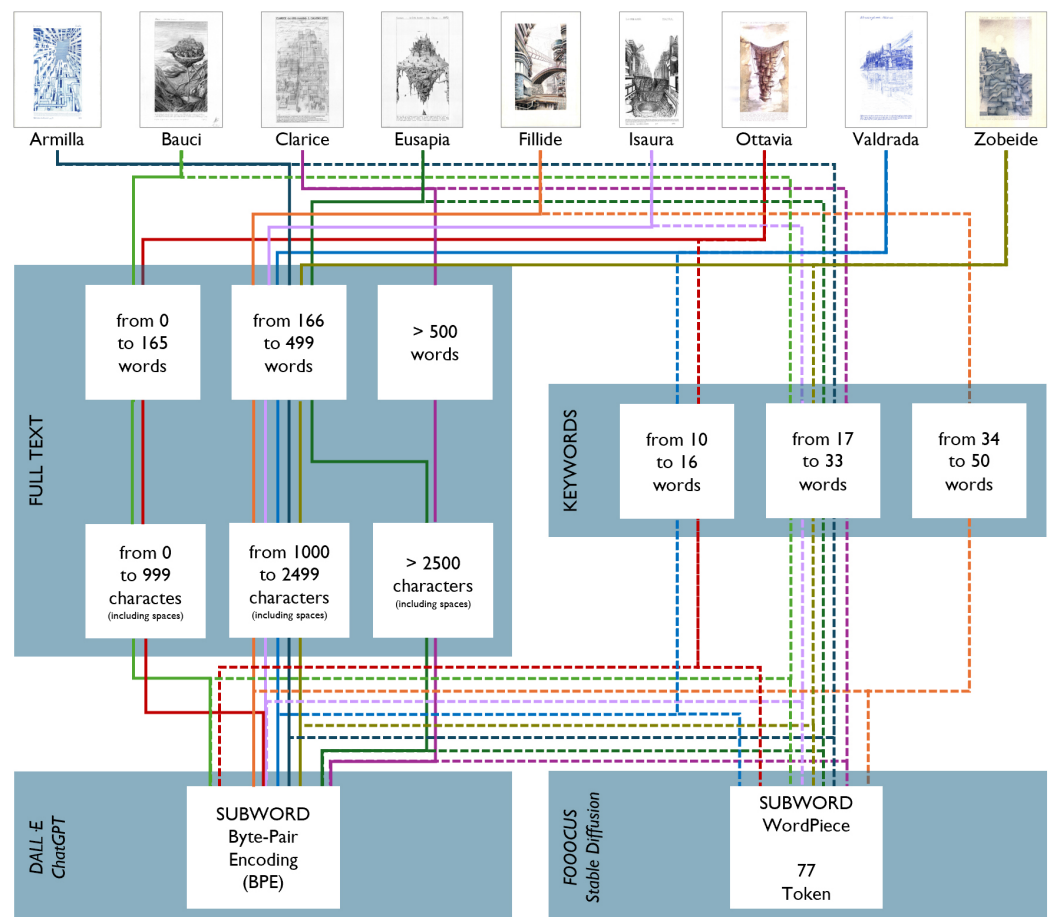 Armilla
Bauci
Clarice
Eusapia
Fillide
Isaura
Ottavia
Valdrada
Zobeide
FULL TEXT
from 0
to 165
words
from 166
to 499
words
> 500
words
from 0
to 999
charactes
(including spaces)
from 1000
to 2499
characters
(including spaces)
> 2500
characters
(including spaces)
KEYWORDS
from 10
to 16
words
from 17
to 33
words
from 34
to 50
words
DALL·E
ChatGPT
SUBWORD
Byte-Pair
Encoding
(BPE)
FOOOCUS
Stable Diffusion
SUBWORD
WordPiece
77
Token